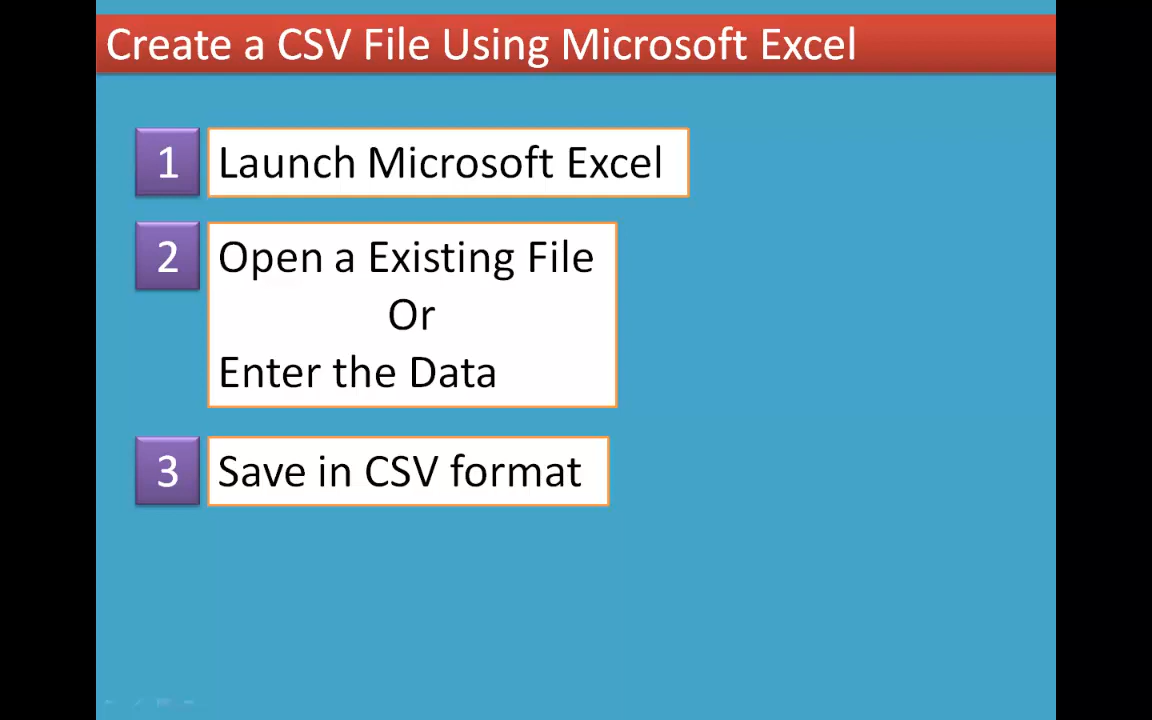 Create a CSV File Using Microsoft Excel
1 Launch Microsoft Excel
2 Open a Existing File
Or
Enter the Data
3 Save in CSV format